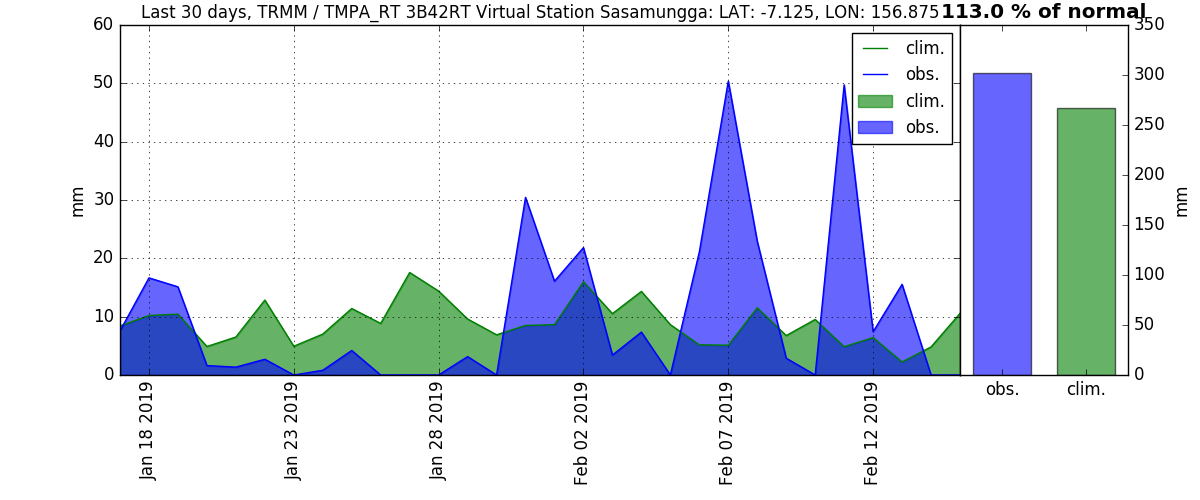 Last 30 days, TRMM / TMPA_RT 3B42RT Virtual Station Sasamungga: LAT: -7.125, LON: 156.875
113.0 % of normal
60
50
40
30
20
10
0
mm
clim.
obs.
clim.
obs.
Jan 18 2019
Jan 23 2019
Jan 28 2019
Feb 02 2019
Feb 07 2019
Feb 12 2019
350
300
250
200
150
100
50
0
mm
obs.
clim.